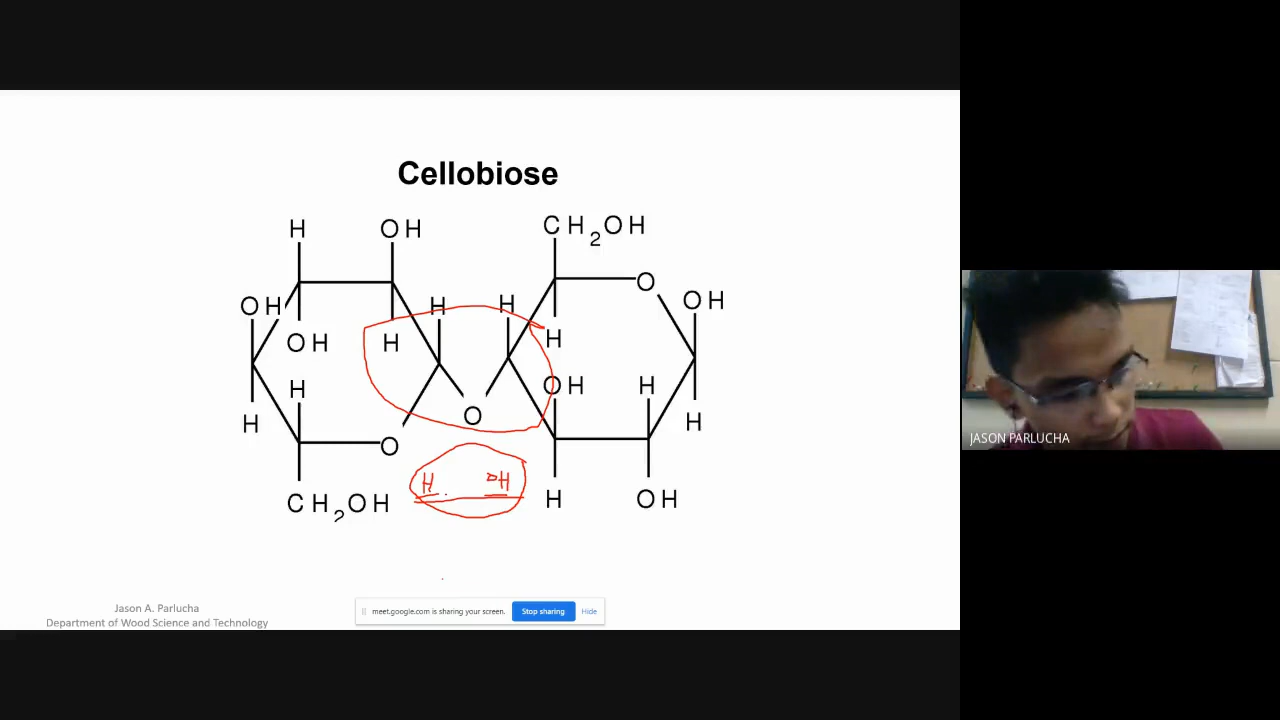 Cellobiose
H OH CH2OH
OH H H O OH
OH H H
H OH H
H O H
O
H OH
CH2OH H OH
Jason A. Parlucha
Department of Wood Science and Technology
meet.google.com is sharing your screen. Stop sharing Hide
JASON PARLUCHA